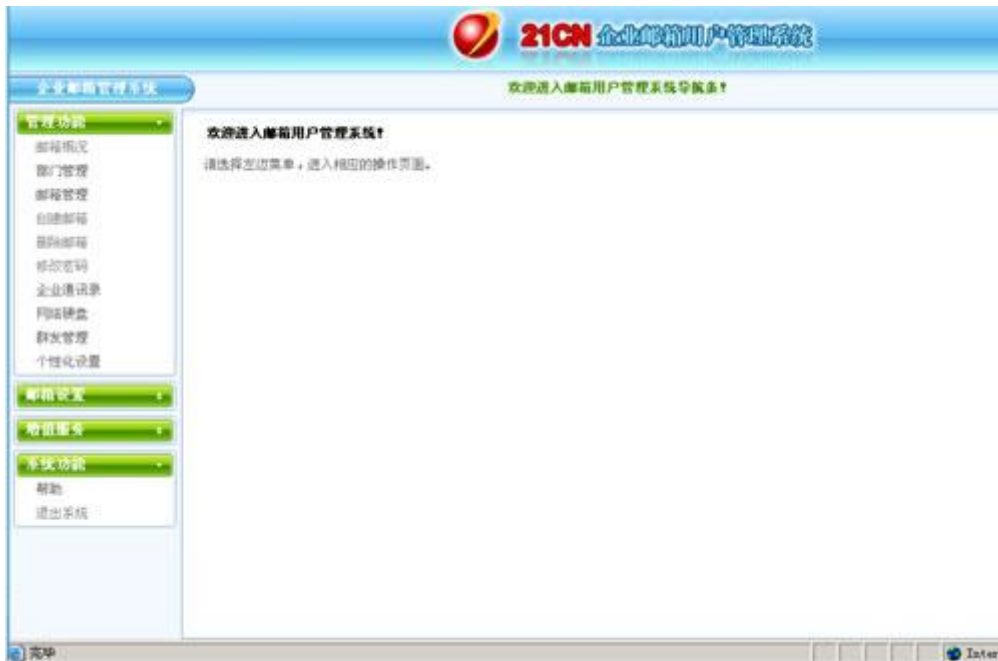 21CN 企业邮箱用户管理系统
企业邮箱管理系统
欢迎进入邮箱用户管理系统导航条!
管理功能
邮箱概况
部门管理
邮箱管理
创建邮箱
删除邮箱
修改密码
企业通讯录
网络硬盘
群发管理
个性化设置
邮箱设置
增值服务
系统功能
帮助
退出系统
欢迎进入邮箱用户管理系统!
请选择左边菜单，进入相应的操作页面。
完毕
Inter